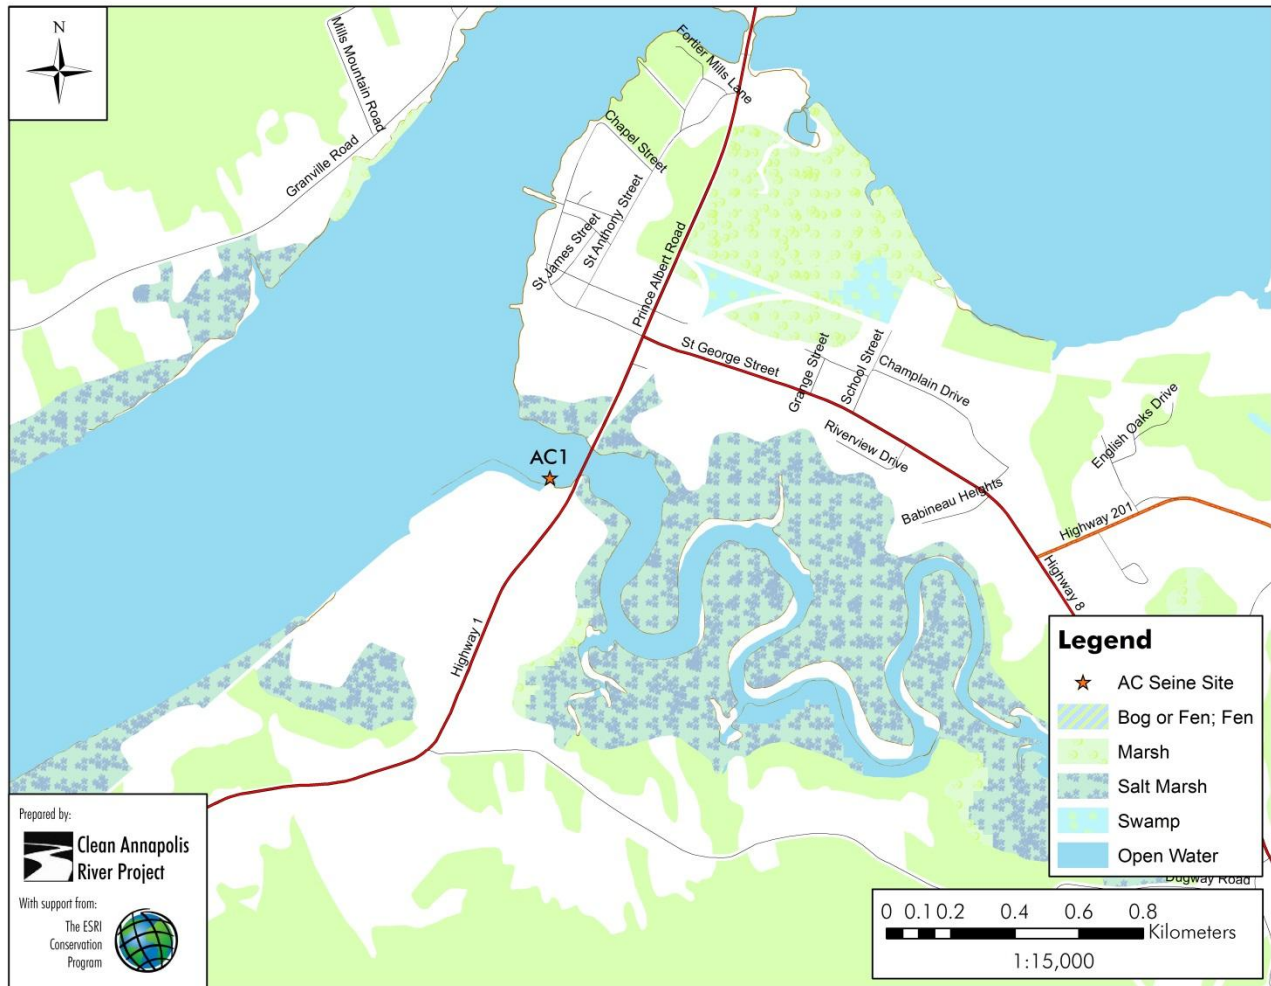 N
Mills Mountain Road
Granville Road
Fortier Mills Lane
Chapel Street
St Anthony Street
St James Street
Prince Albert Road
St George Street
Grange Street
School Street
Champlain Drive
Riverview Drive
Babineau Heights
English Oaks Drive
Highway 201
Highway 8
AC1
Highway 1
Legend
AC Seine Site
Bog or Fen; Fen
Marsh
Salt Marsh
Swamp
Open Water
Dugway Road
0 0.1 0.2 0.4 0.6 0.8
Kilometers
1:15,000
Prepared by:
Clean Annapolis
River Project
With support from:
The ESRI
Conservation
Program